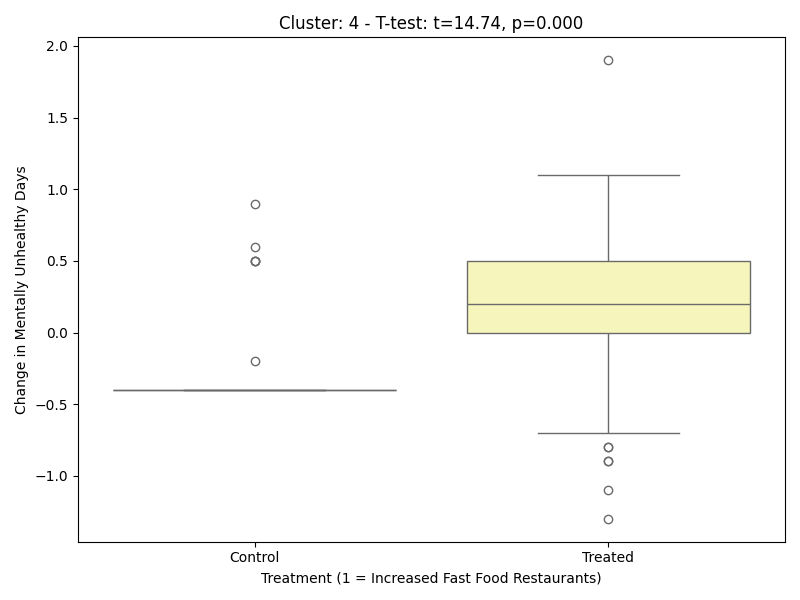 Cluster: 4 - T-test: t=14.74, p=0.000
2.0
1.5
1.0
0.5
0.0
−0.5
−1.0
Change in Mentally Unhealthy Days
Control
Treated
Treatment (1 = Increased Fast Food Restaurants)